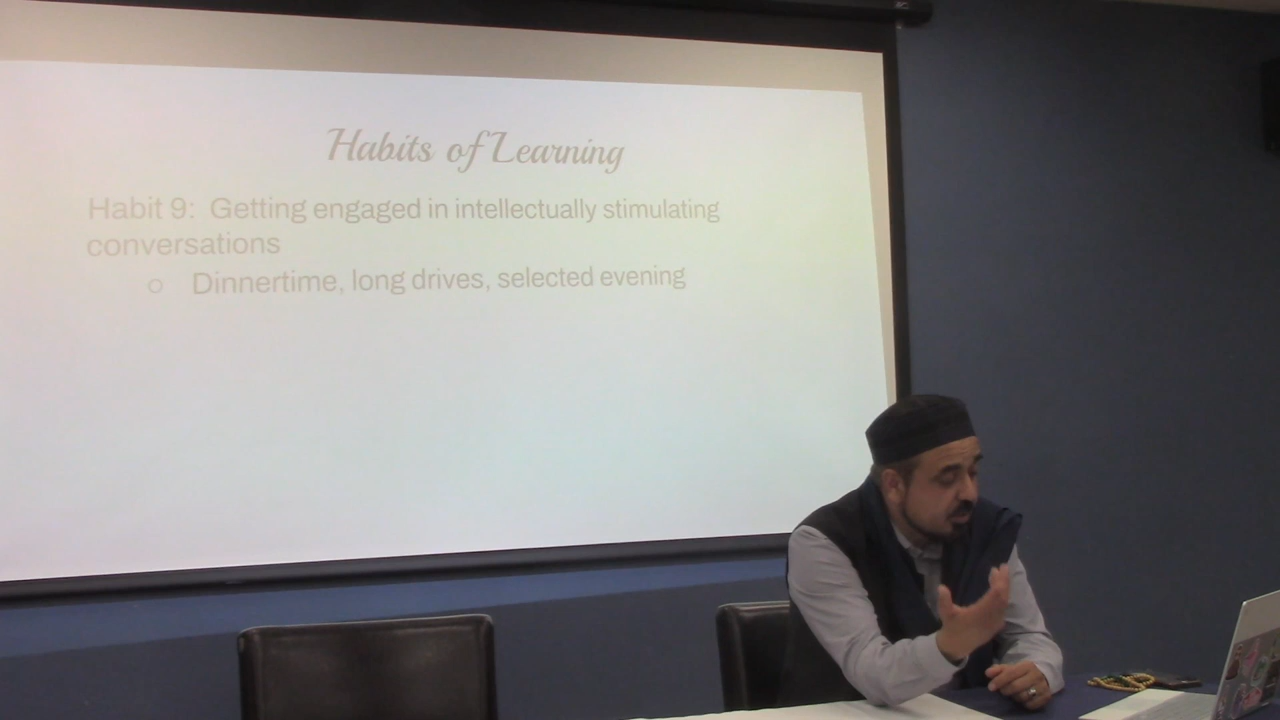 Habits of Learning
Habit 9: Getting engaged in intellectually stimulating
conversations
○ Dinnertime, long drives, selected evening